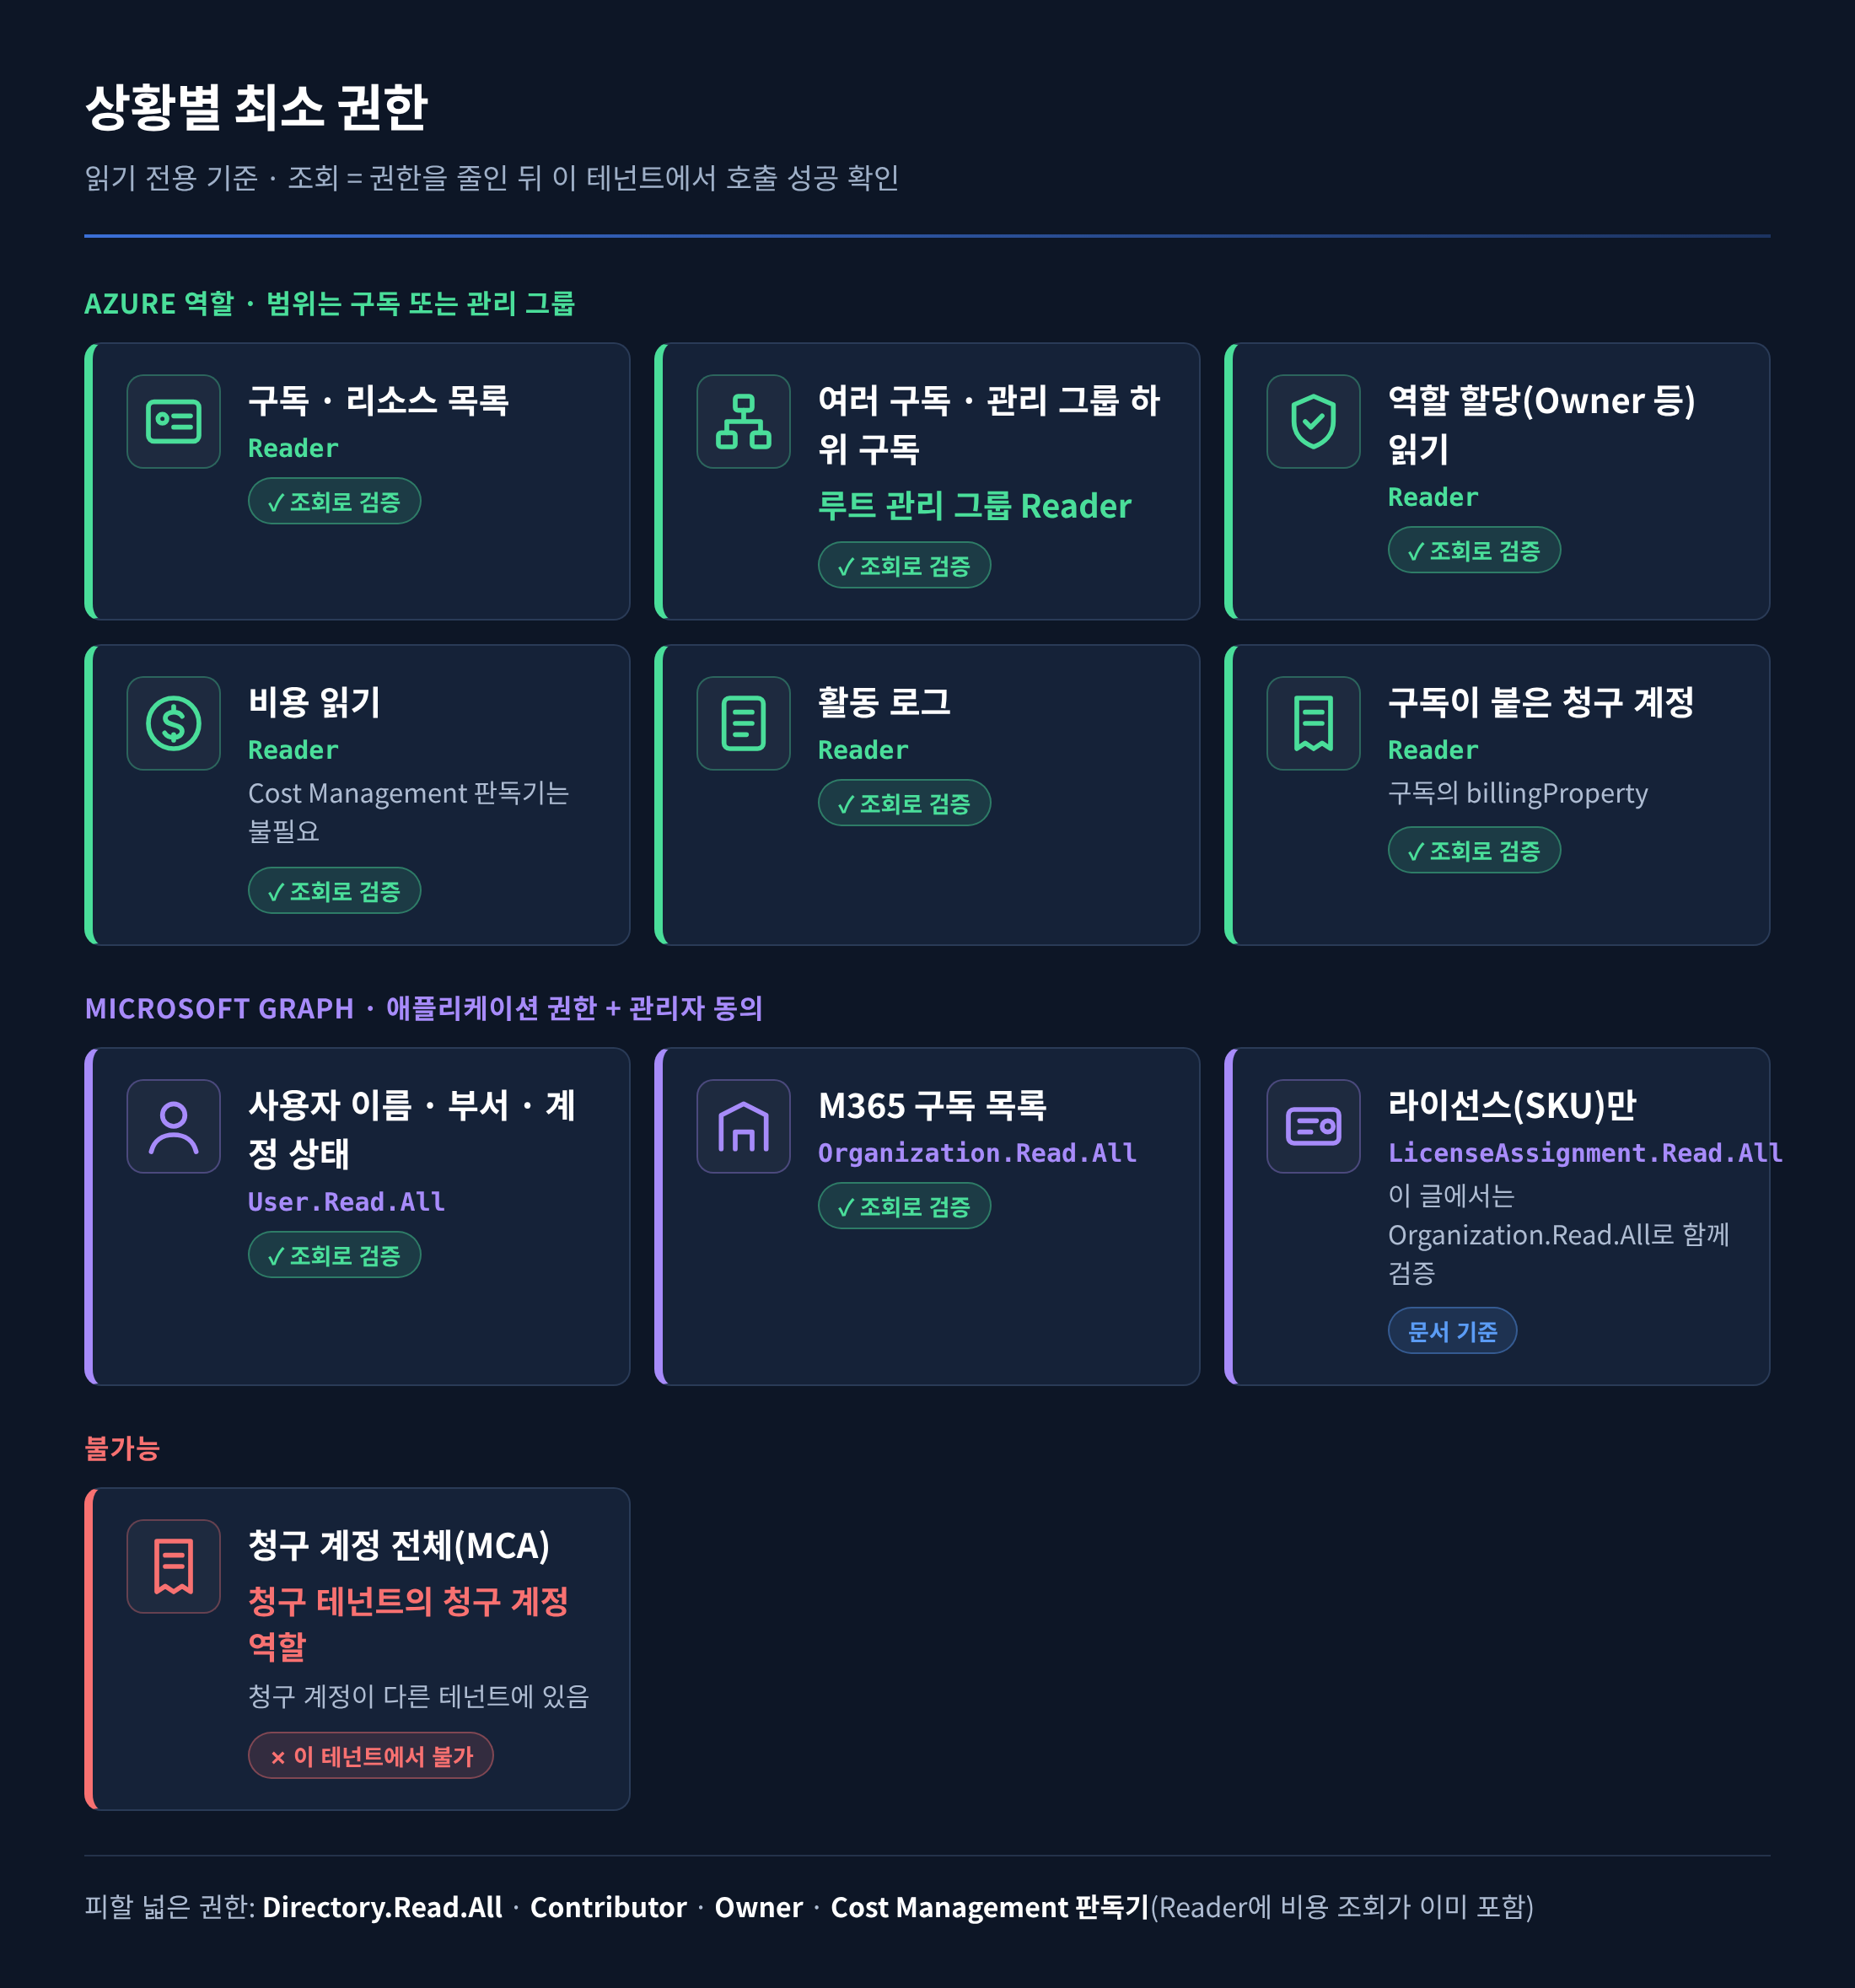 상황별 최소 권한
읽기 전용 기준 · 조회 = 권한을 줄인 뒤 이 테넌트에서 호출 성공 확인
AZURE 역할 · 범위는 구독 또는 관리 그룹
구독 · 리소스 목록
Reader
✓ 조회로 검증
여러 구독 · 관리 그룹 하
위 구독
루트 관리 그룹 Reader
✓ 조회로 검증
역할 할당(Owner 등)
읽기
Reader
✓ 조회로 검증
비용 읽기
Reader
Cost Management 판독기는
불필요
✓ 조회로 검증
활동 로그
Reader
✓ 조회로 검증
구독이 붙은 청구 계정
Reader
구독의 billingProperty
✓ 조회로 검증
MICROSOFT GRAPH · 애플리케이션 권한 + 관리자 동의
사용자 이름 · 부서 · 계
정 상태
User.Read.All
✓ 조회로 검증
M365 구독 목록
Organization.Read.All
✓ 조회로 검증
라이선스(SKU)만
LicenseAssignment.Read.All
이 글에서는
Organization.Read.All로 함께
검증
문서 기준
불가능
청구 계정 전체(MCA)
청구 테넌트의 청구 계정
역할
청구 계정이 다른 테넌트에 있음
× 이 테넌트에서 불가
피할 넓은 권한: Directory.Read.All · Contributor · Owner · Cost Management 판독기(Reader에 비용 조회가 이미 포함)